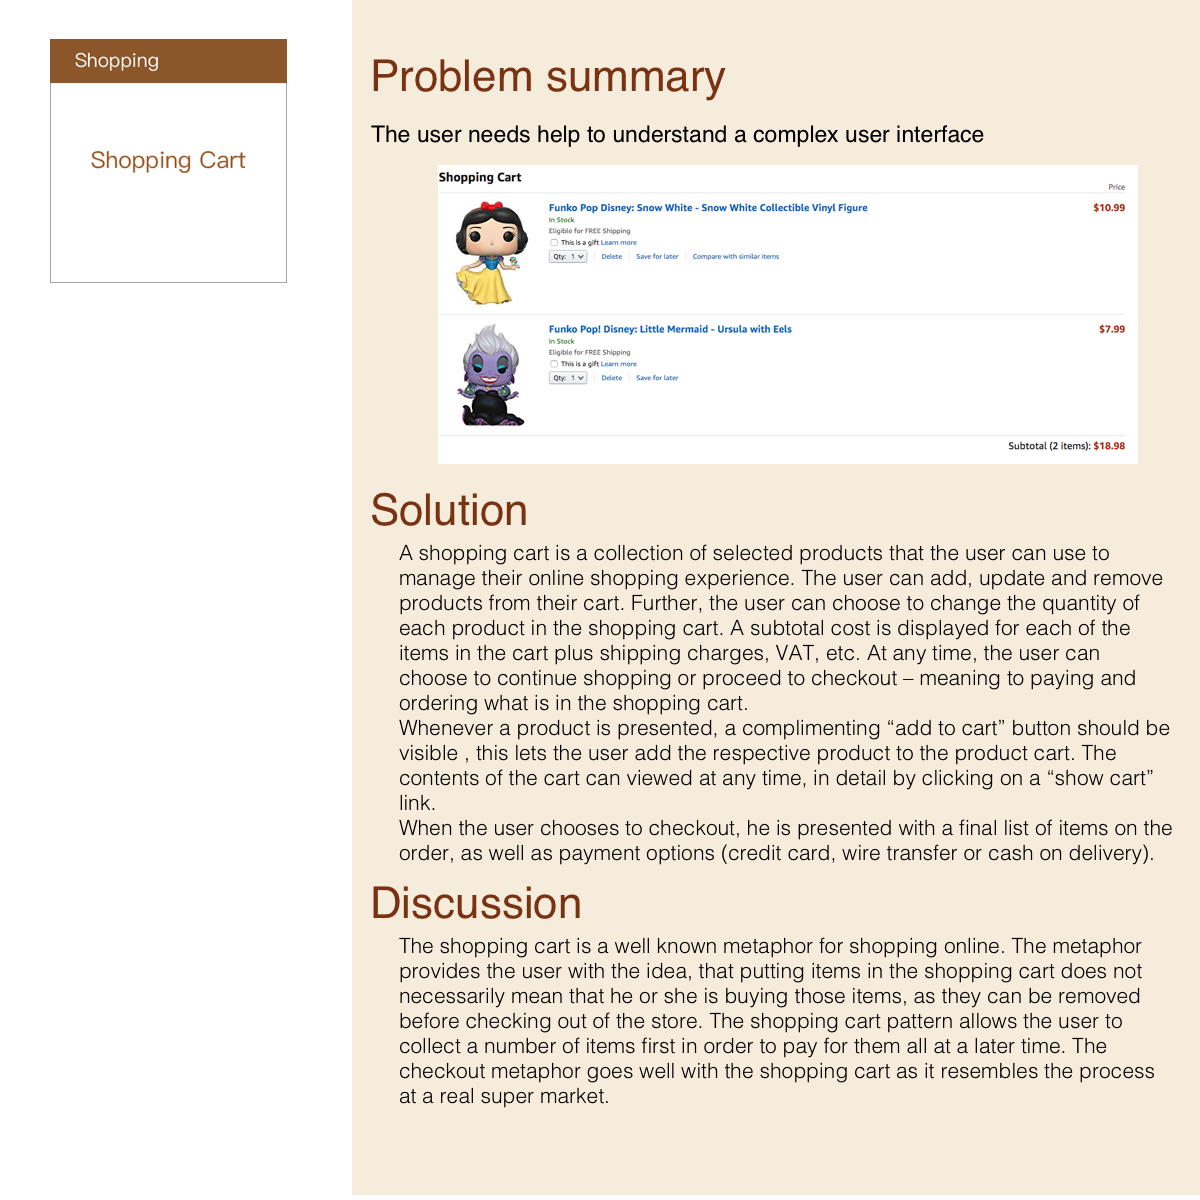 Shopping
Shopping Cart
Problem summary
The user needs help to understand a complex user interface
Shopping Cart
Price
Funko Pop Disney: Snow White - Snow White Collectible Vinyl Figure
$10.99
In Stock
Eligible for FREE Shipping
This is a gift Learn more
Qty: 1 Delete Save for later Compare with similar items
Funko Pop! Disney: Little Mermaid - Ursula with Eels
$7.99
In Stock
Eligible for FREE Shipping
This is a gift Learn more
Qty: 1 Delete Save for later
Subtotal (2 items): $18.98
Solution
A shopping cart is a collection of selected products that the user can use to
manage their online shopping experience. The user can add, update and remove
products from their cart. Further, the user can choose to change the quantity of
each product in the shopping cart. A subtotal cost is displayed for each of the
items in the cart plus shipping charges, VAT, etc. At any time, the user can
choose to continue shopping or proceed to checkout – meaning to paying and
ordering what is in the shopping cart.
Whenever a product is presented, a complimenting “add to cart” button should be
visible , this lets the user add the respective product to the product cart. The
contents of the cart can viewed at any time, in detail by clicking on a “show cart”
link.
When the user chooses to checkout, he is presented with a final list of items on the
order, as well as payment options (credit card, wire transfer or cash on delivery).
Discussion
The shopping cart is a well known metaphor for shopping online. The metaphor
provides the user with the idea, that putting items in the shopping cart does not
necessarily mean that he or she is buying those items, as they can be removed
before checking out of the store. The shopping cart pattern allows the user to
collect a number of items first in order to pay for them all at a later time. The
checkout metaphor goes well with the shopping cart as it resembles the process
at a real super market.